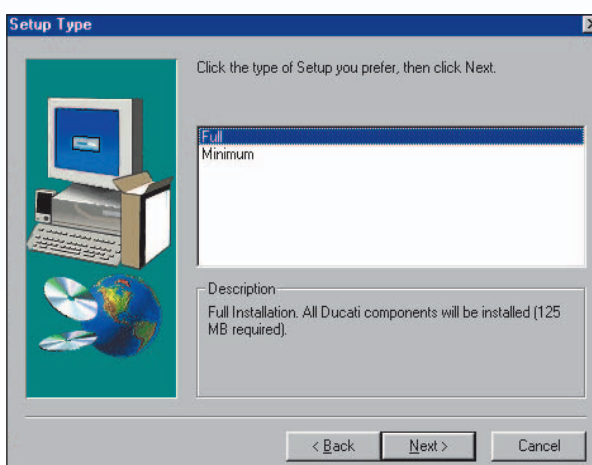 Setup Type
Click the type of Setup you prefer, then click Next.
Full
Minimum
Description
Full Installation. All Ducati components will be installed (125
MB required).
< Back
Next >
Cancel